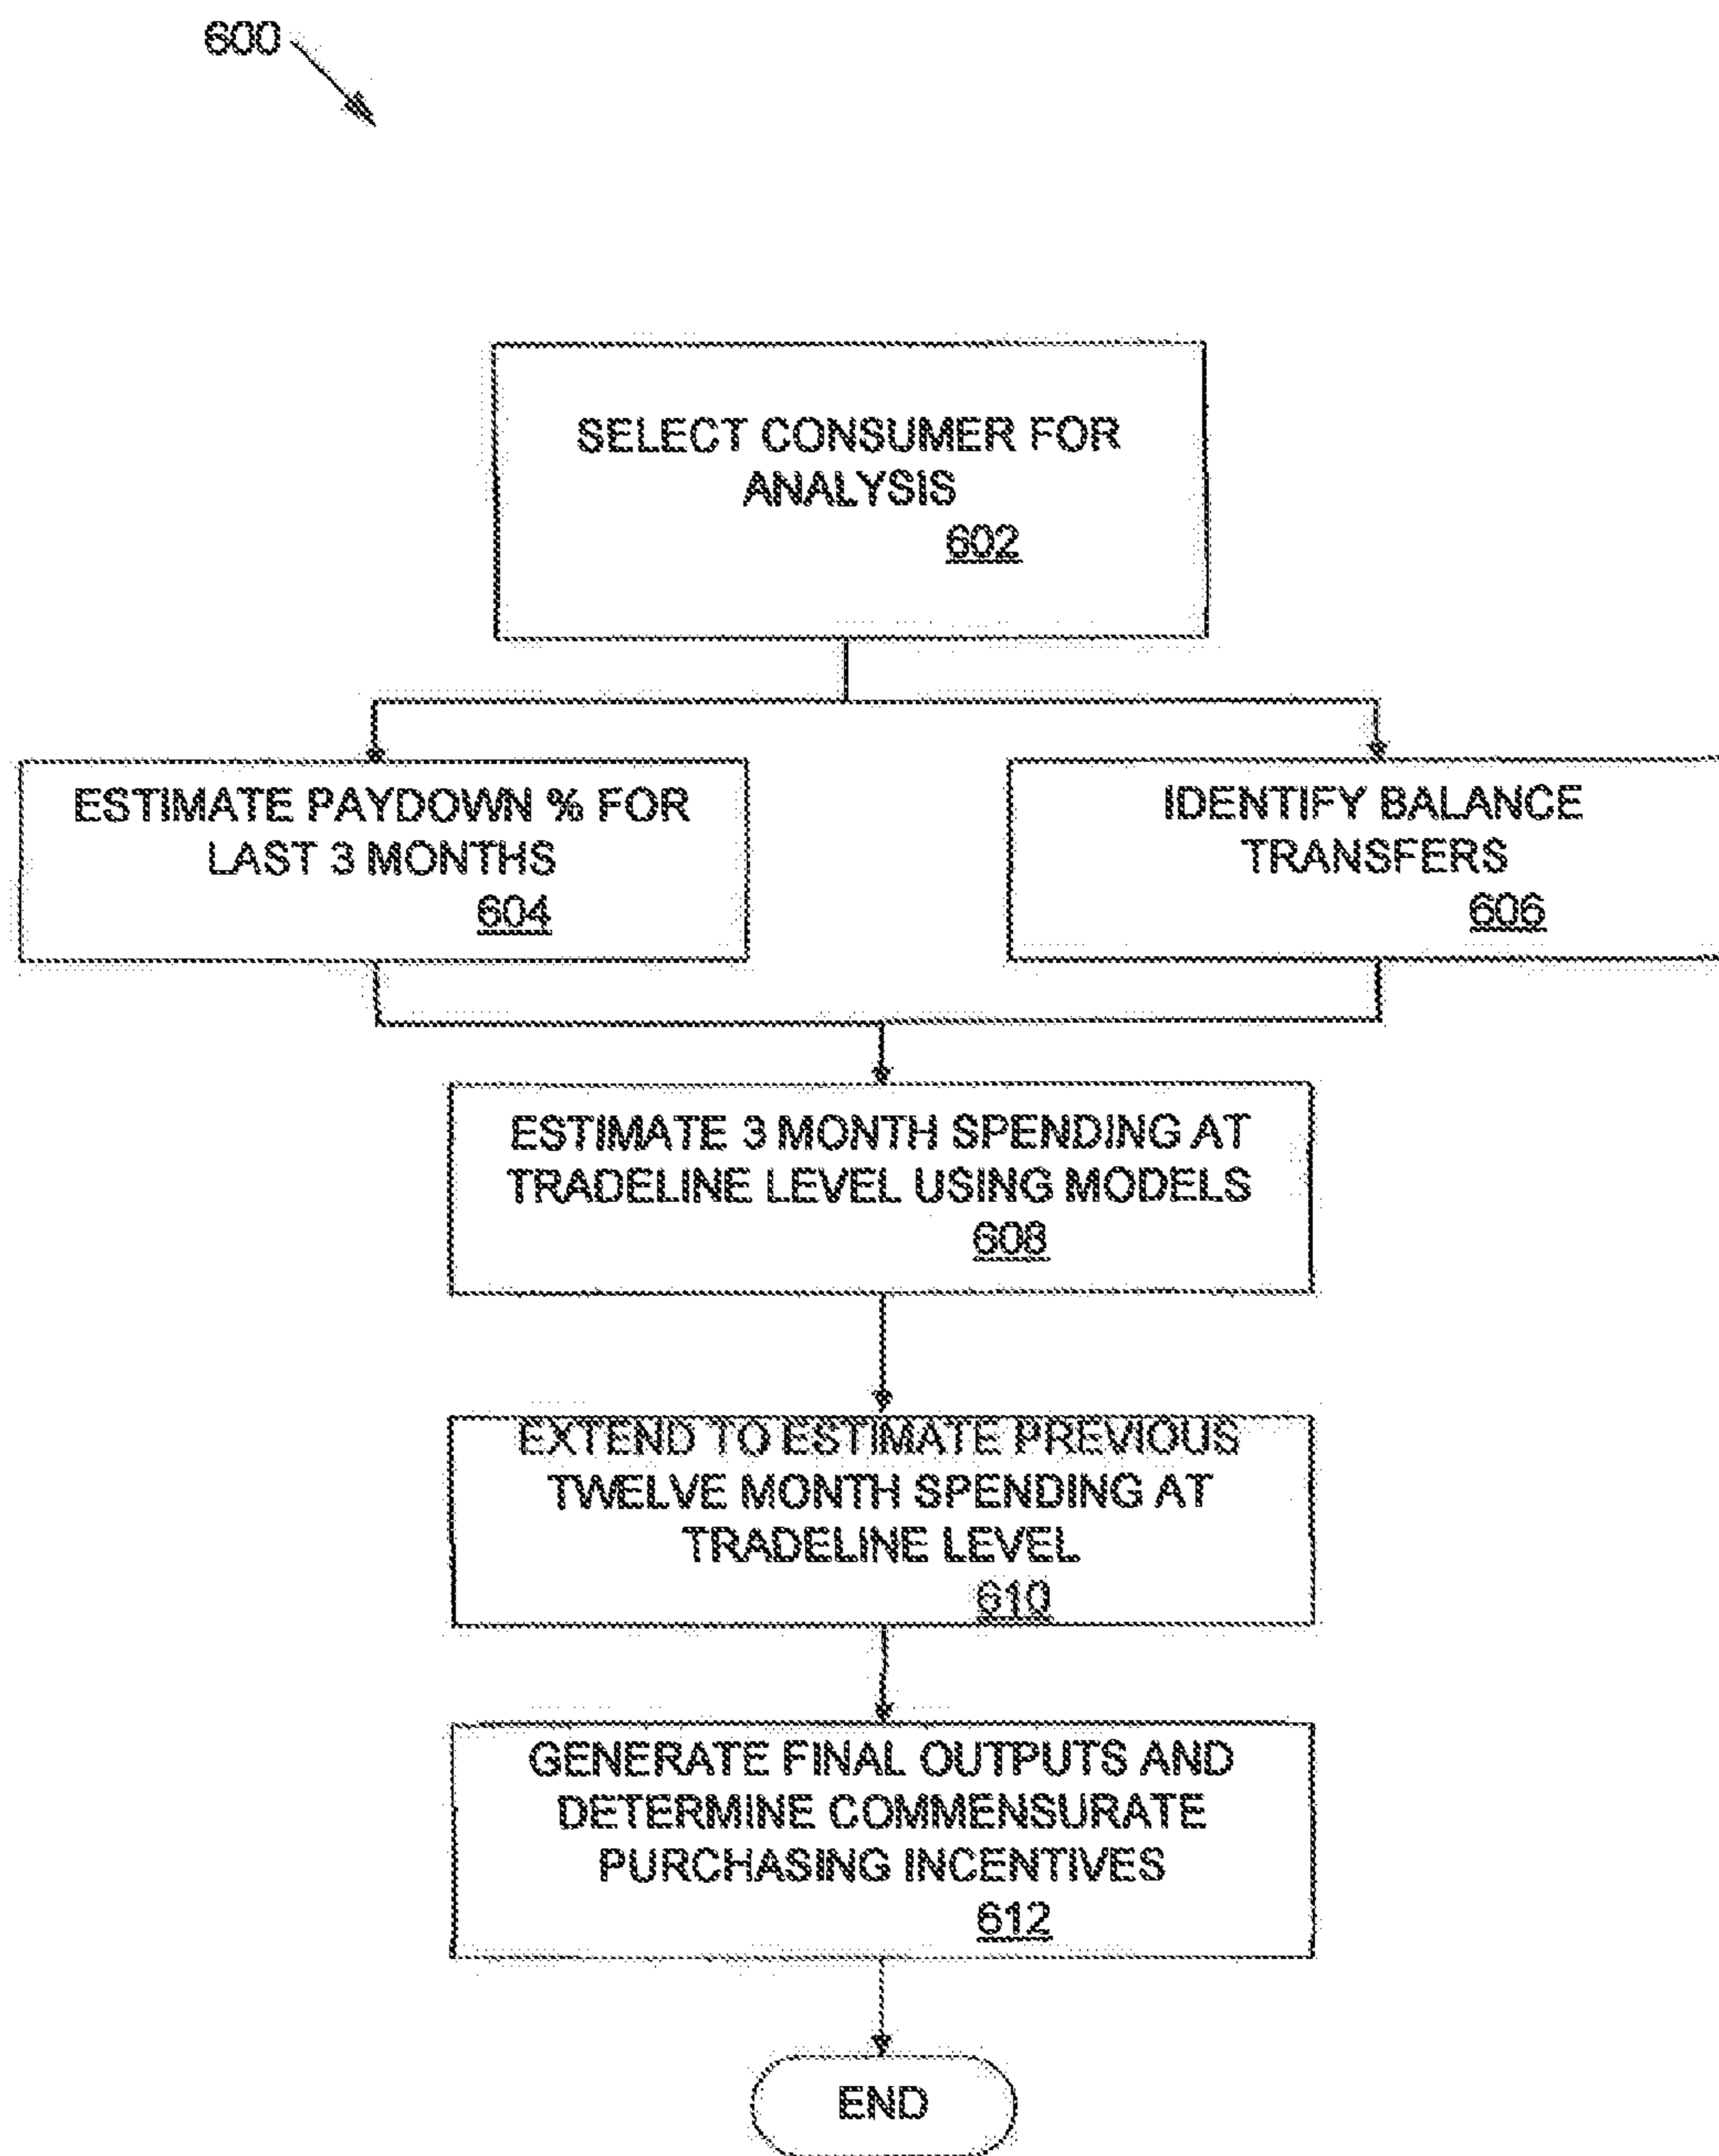 600
SELECT CONSUMER FOR
ANALYSIS
602
ESTIMATE PAYDOWN % FOR
LAST 3 MONTHS
604
IDENTIFY BALANCE
TRANSFERS
606
ESTIMATE 3 MONTH SPENDING AT
TRADELINE LEVEL USING MODELS
608
EXTEND TO ESTIMATE PREVIOUS
TWELVE MONTH SPENDING AT
TRADELINE LEVEL
610
GENERATE FINAL OUTPUTS AND
DETERMINE COMMENSURATE
PURCHASING INCENTIVES
612
END